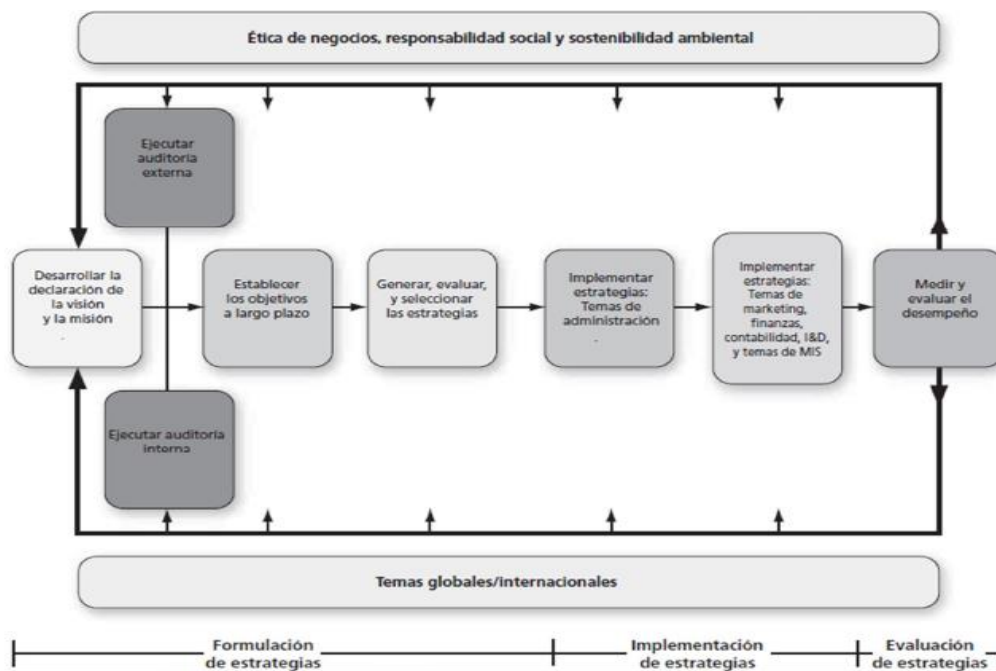 Ética de negocios, responsabilidad social y sostenibilidad ambiental
Ejecutar
auditoría
externa
Desarrollar la
declaración de
la visión
y la misión
.
Establecer
los objetivos
a largo plazo
Generar, evaluar,
y seleccionar
las estrategias
Implementar
estrategias:
Temas de
administración
.
Implementar
estrategias:
Temas de
marketing,
finanzas,
contabilidad, I&D,
y temas de MIS
Medir y
evaluar el
desempeño
Ejecutar auditoría
interna
Temas globales/internacionales
Formulación
de estrategias
Implementación
de estrategias
Evaluación
de estrategias